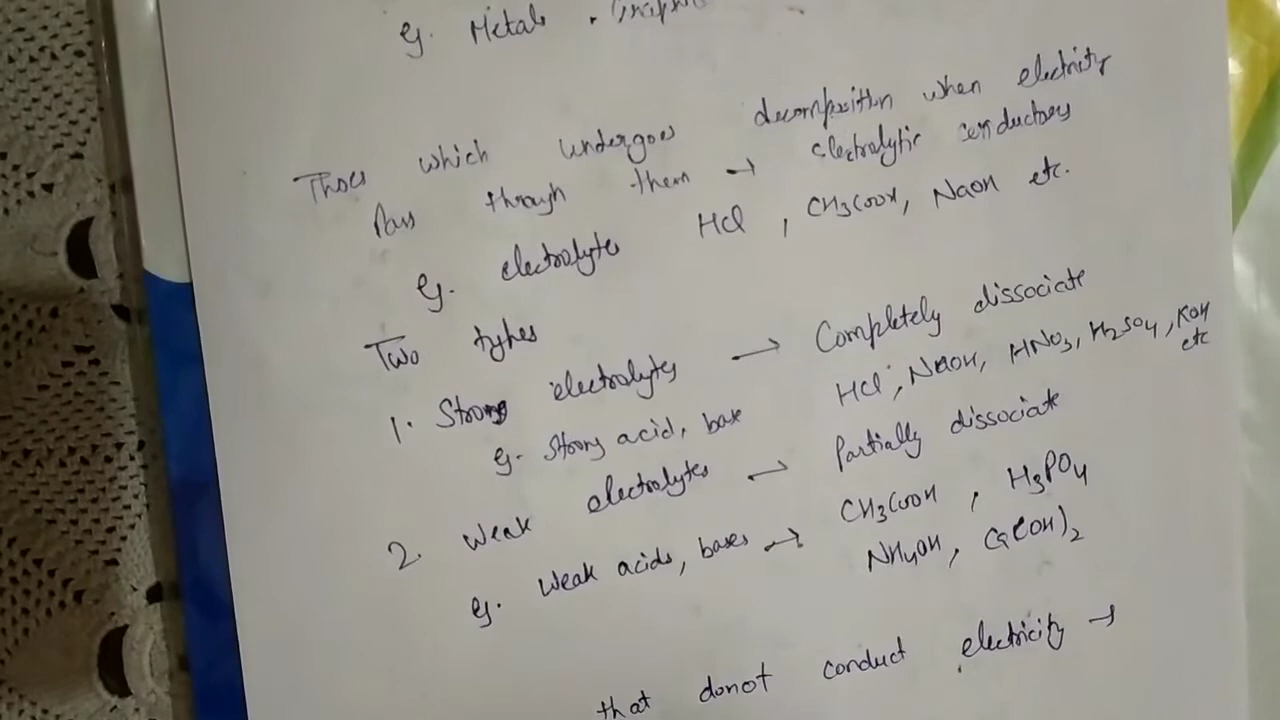 eg. Metals,
Thoes which undergoes decomposition when electricity
Pass through them → electrolytic conductors
eg. electrolytes HCl, CH3COOH, NaOH etc.
Two types
1. Strong electrolytes → Completely dissociate
eg. Strong acid, base HCl, NaOH, HNO3, H2SO4, KOH etc
2. Weak electrolytes → Partially dissociate
eg. Weak acids, bases → CH3COOH, H3PO4
NH4OH, Ca(OH)2
that donot conduct electricity →